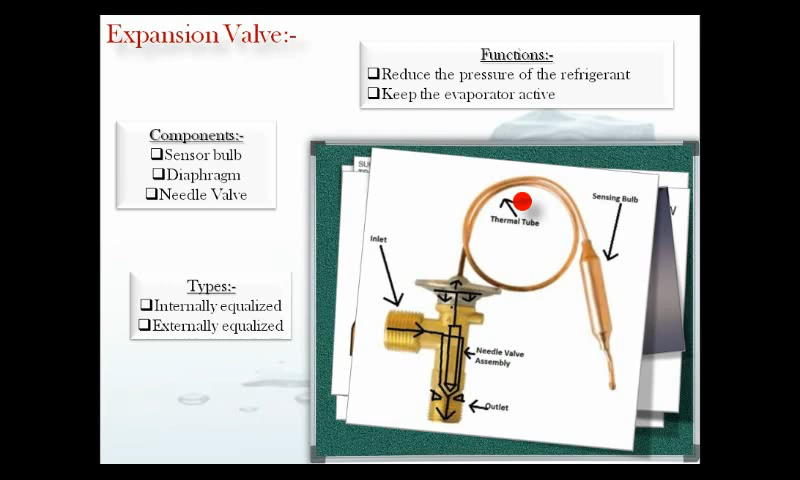 Expansion Valve:-
Functions:-
❑Reduce the pressure of the refrigerant
❑Keep the evaporator active
Components:-
❑Sensor bulb
❑Diaphragm
❑Needle Valve
Types:-
❑Internally equalized
❑Externally equalized
Sensing Bulb
Thermal Tube
Inlet
Needle Valve
Assembly
Outlet